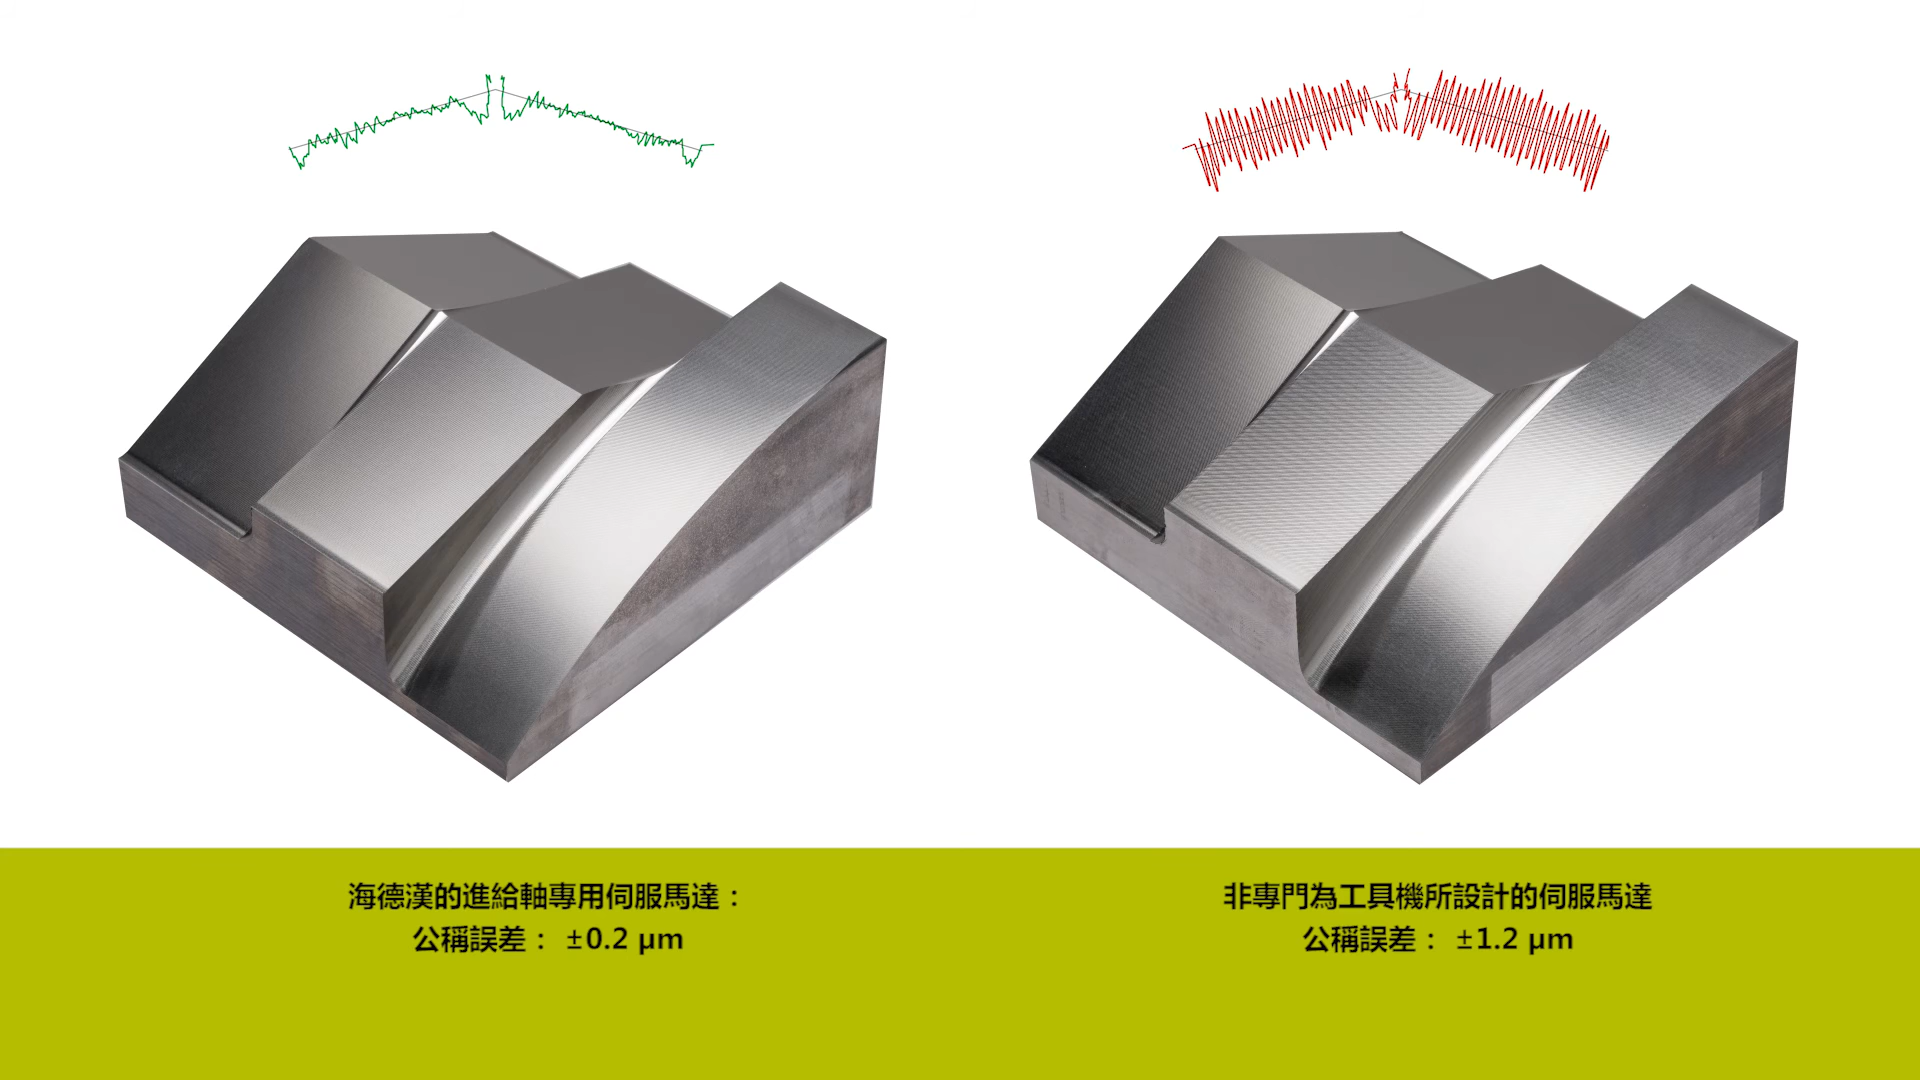 海德漢的進給軸專用伺服馬達：
公稱誤差： ±0.2 µm
非專門為工具機所設計的伺服馬達
公稱誤差： ±1.2 µm